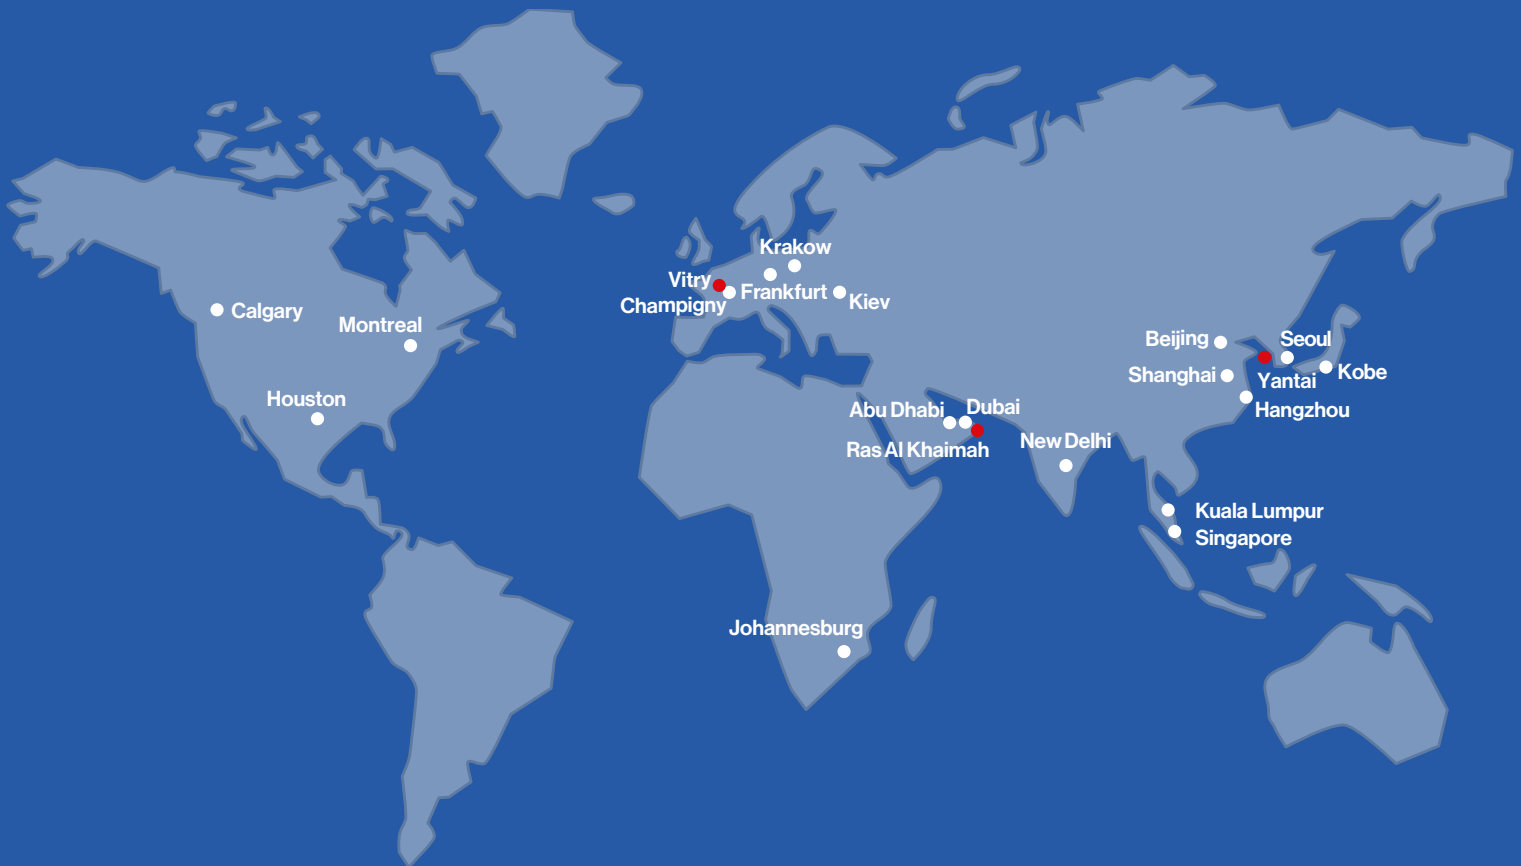 Krakow
Vitry
Champigny
Frankfurt
Kiev
Calgary
Montreal
Houston
Beijing
Seoul
Shanghai
Yantai
Kobe
Hangzhou
Abu Dhabi
Dubai
Ras Al Khaimah
New Delhi
Kuala Lumpur
Singapore
Johannesburg